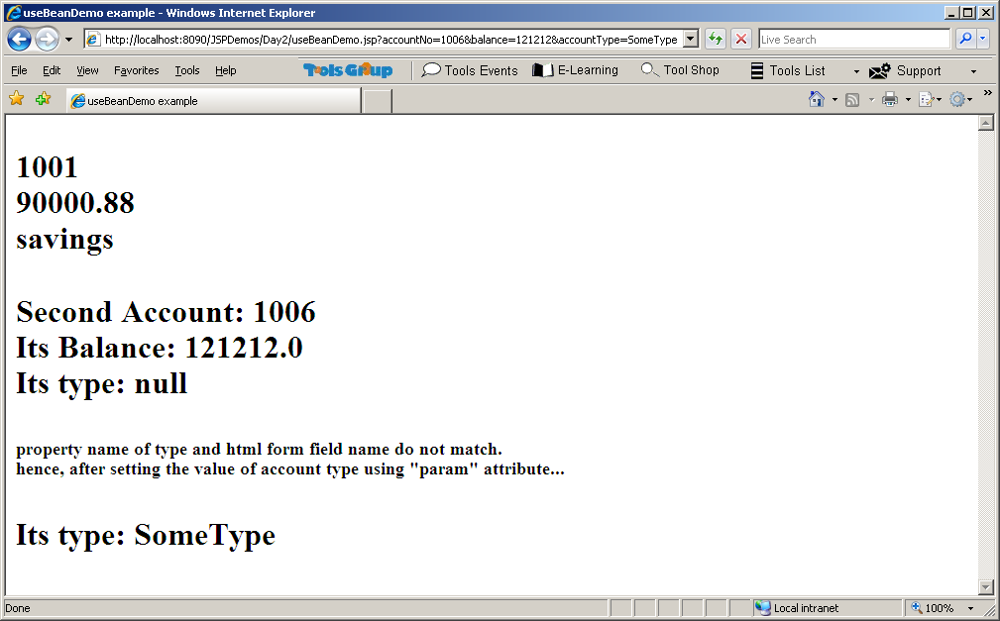 useBeanDemo example - Windows Internet Explorer
http://localhost:8090/JSPDemos/Day2/useBeanDemo.jsp?accountNo=1006&balance=121212&accountType=SomeType
Live Search
File Edit View Favorites Tools Help
Tools Group
Tools Events
E-Learning
Tool Shop
Tools List
Support
useBeanDemo example
1001
90000.88
savings
Second Account: 1006
Its Balance: 121212.0
Its type: null
property name of type and html form field name do not match.
hence, after setting the value of account type using "param" attribute...
Its type: SomeType
Done
Local intranet
100%